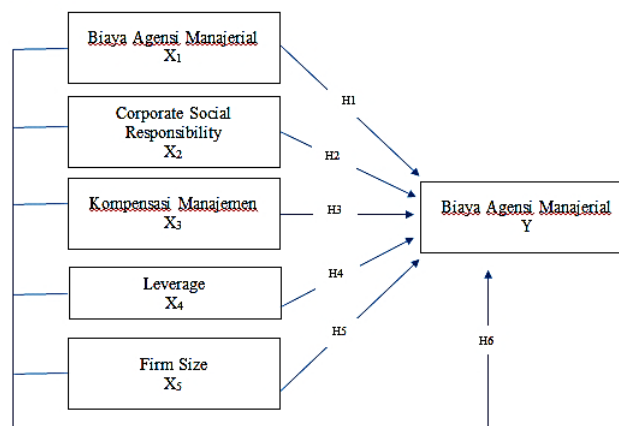 Biaya Agensi Manajerial
X1
H1
Corporate Social
Responsibility
X2
H2
Kompensasi Manajemen
X3
H3
Biaya Agensi Manajerial
Y
Leverage
X4
H4
Firm Size
X5
H5
H6